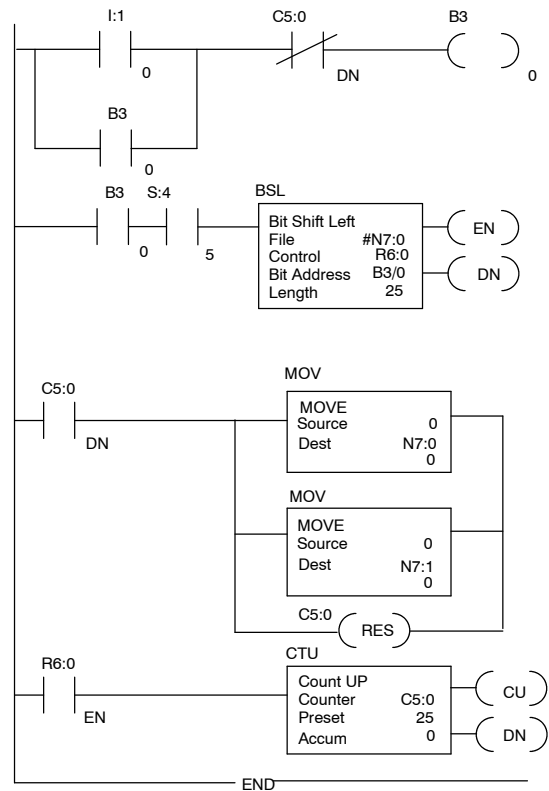 I:1 C5:0 B3
0 DN 0
B3
0
B3 S:4 BSL
0 5
Bit Shift Left
File #N7:0
Control R6:0
Bit Address B3/0
Length 25
EN
DN
MOV
C5:0
DN
MOVE
Source 0
Dest N7:0
0
MOV
MOVE
Source 0
Dest N7:1
0
C5:0
RES
R6:0
EN
CTU
Count UP
Counter C5:0
Preset 25
Accum 0
CU
DN
END